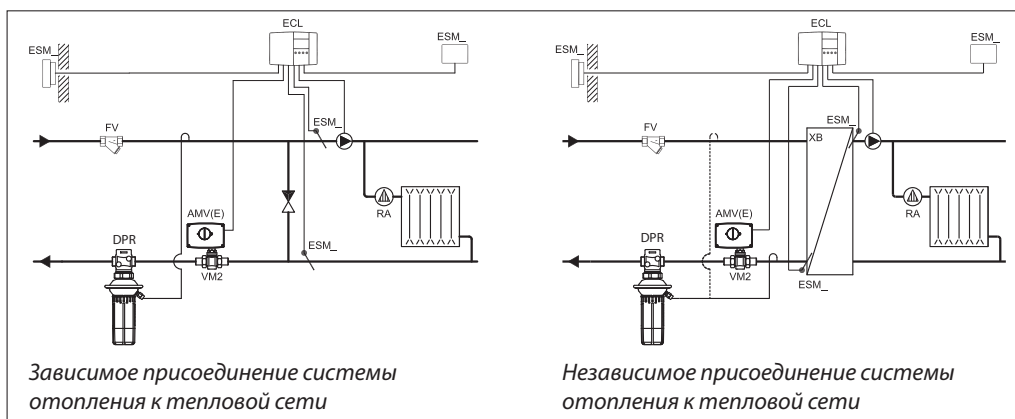 ECL
ESM_
ESM_
FV
ESM_
AMV(E)
RA
DPR
ESM_
VM2
Зависимое присоединение системы
отопления к тепловой сети
ECL
ESM_
ESM_
FV
ESM_
XB
AMV(E)
RA
DPR
VM2
ESM_
Независимое присоединение системы
отопления к тепловой сети